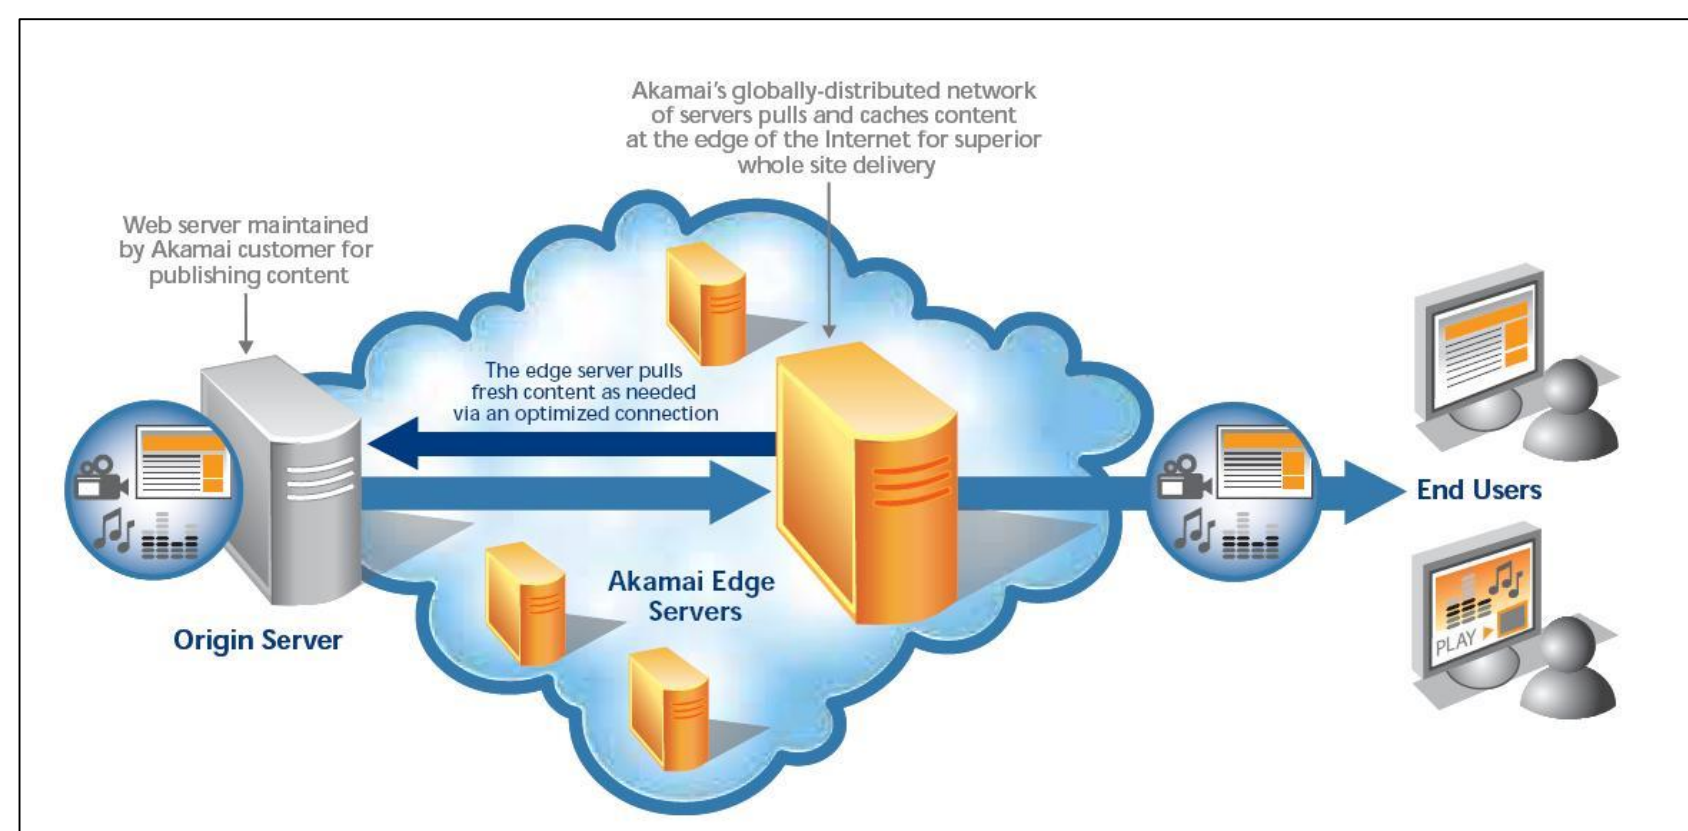 Akamai's globally-distributed network
of servers pulls and caches content
at the edge of the Internet for superior
whole site delivery
Web server maintained
by Akamai customer for
publishing content
The edge server pulls
fresh content as needed
via an optimized connection
End Users
Akamai Edge
Servers
Origin Server
PLAY